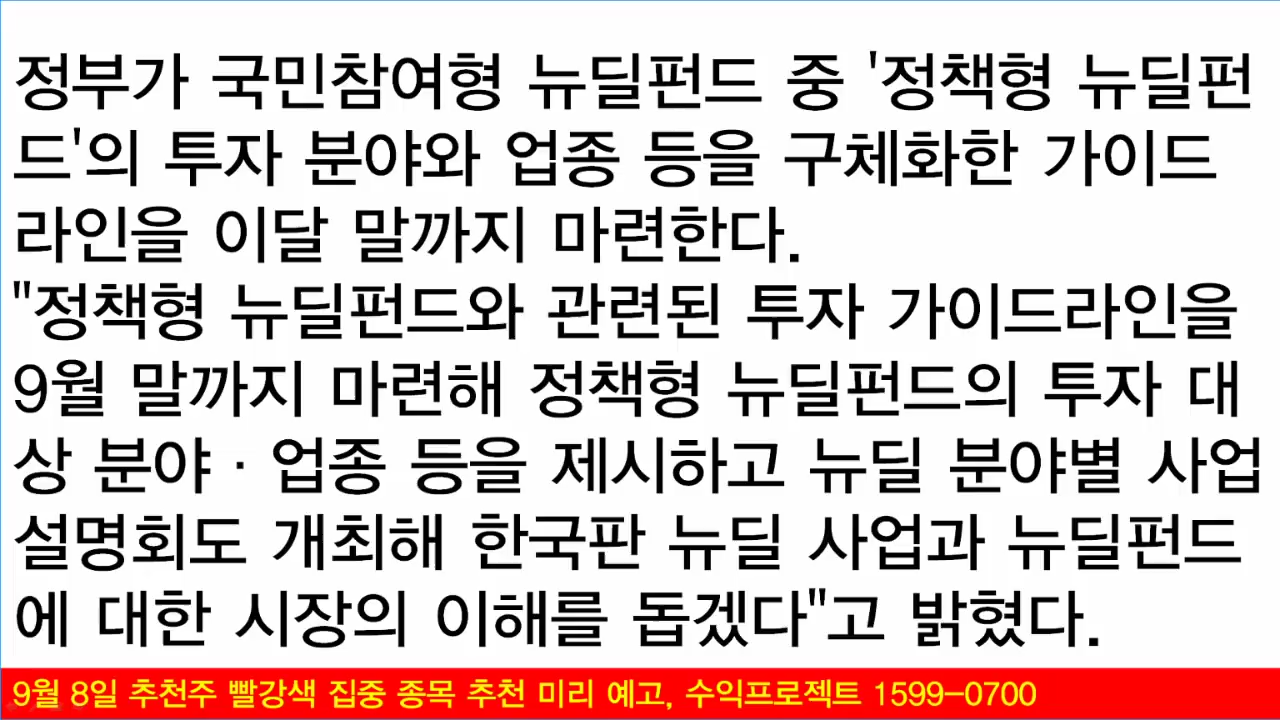 정부가 국민참여형 뉴딜펀드 중 '정책형 뉴딜펀
드'의 투자 분야와 업종 등을 구체화한 가이드
라인을 이달 말까지 마련한다.
"정책형 뉴딜펀드와 관련된 투자 가이드라인을
9월 말까지 마련해 정책형 뉴딜펀드의 투자 대
상 분야·업종 등을 제시하고 뉴딜 분야별 사업
설명회도 개최해 한국판 뉴딜 사업과 뉴딜펀드
에 대한 시장의 이해를 돕겠다"고 밝혔다.
9월 8일 추천주 빨강색 집중 종목 추천 미리 예고, 수익프로젝트 1599-0700